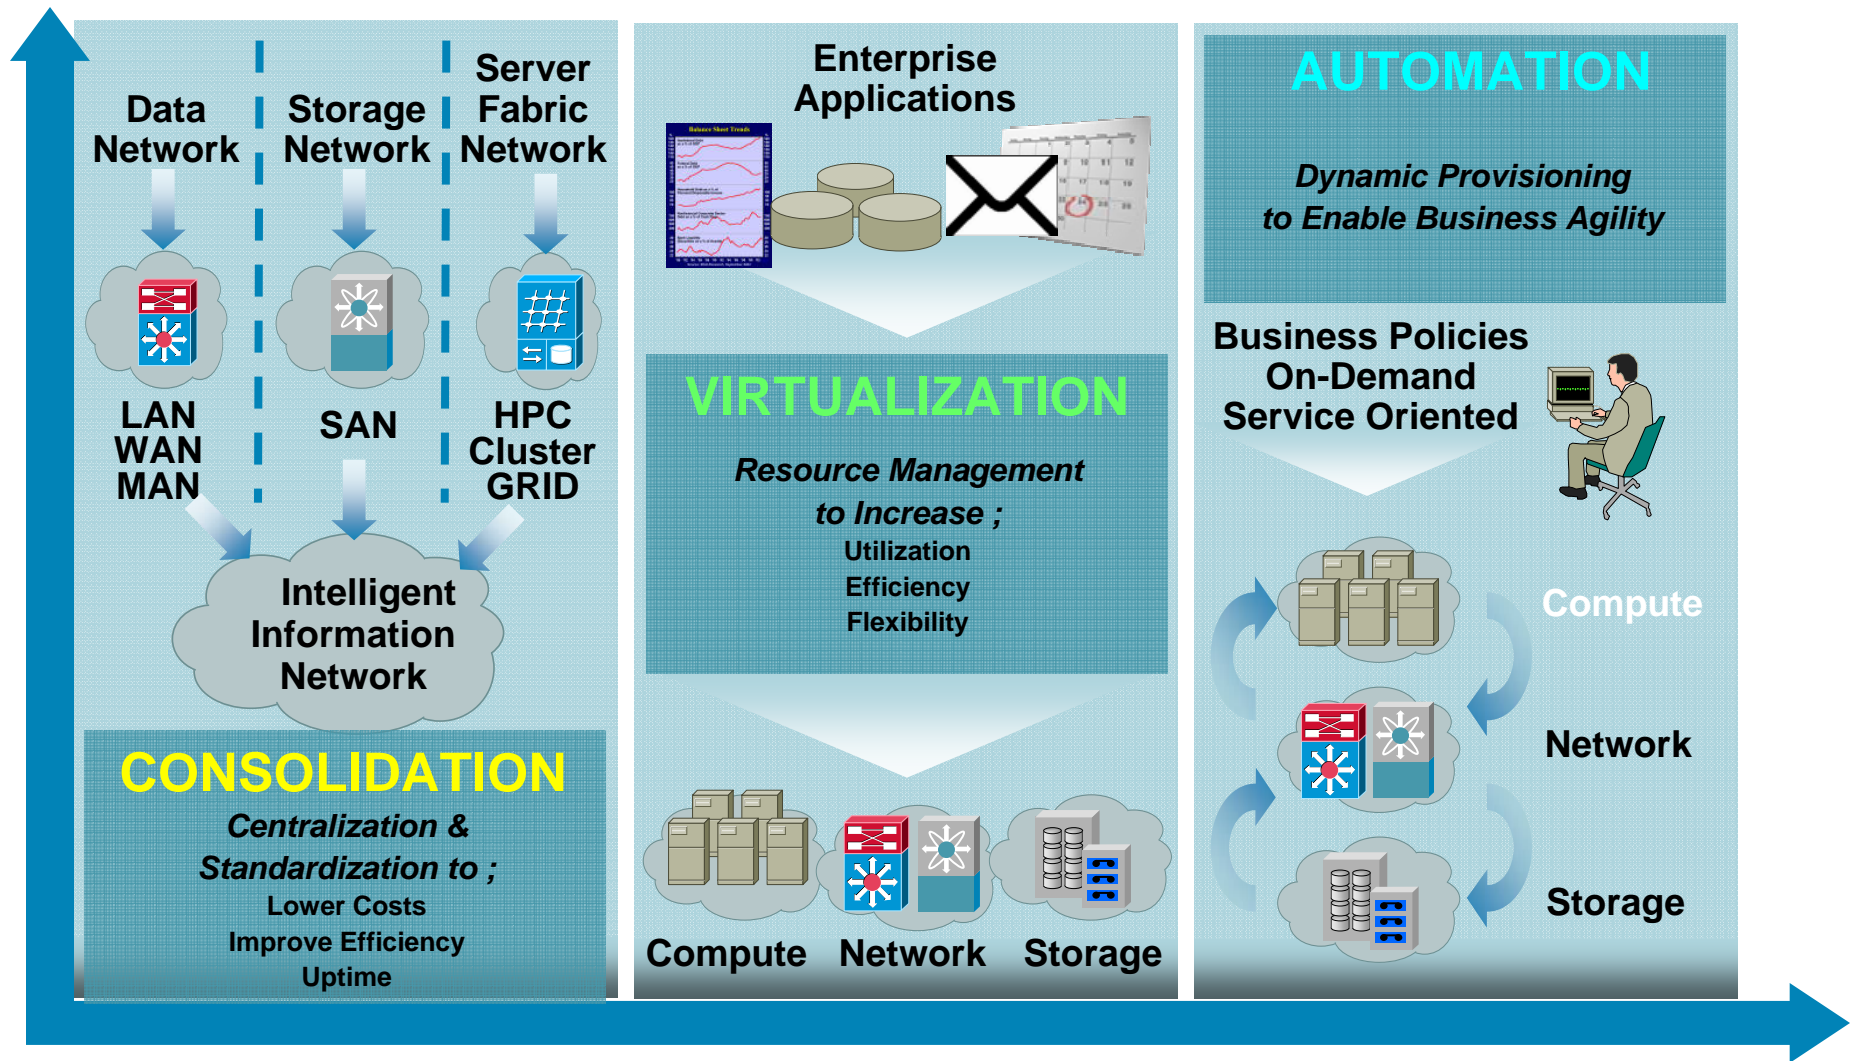 Data
Network
Storage
Network
Server
Fabric
Network
LAN
WAN
MAN
SAN
HPC
Cluster
GRID
Intelligent
Information
Network
CONSOLIDATION
Centralization &
Standardization to ;
Lower Costs
Improve Efficiency
Uptime
Enterprise
Applications
Balance Sheet Trends
VIRTUALIZATION
Resource Management
to Increase ;
Utilization
Efficiency
Flexibility
Compute
Network
Storage
AUTOMATION
Dynamic Provisioning
to Enable Business Agility
Business Policies
On-Demand
Service Oriented
Compute
Network
Storage